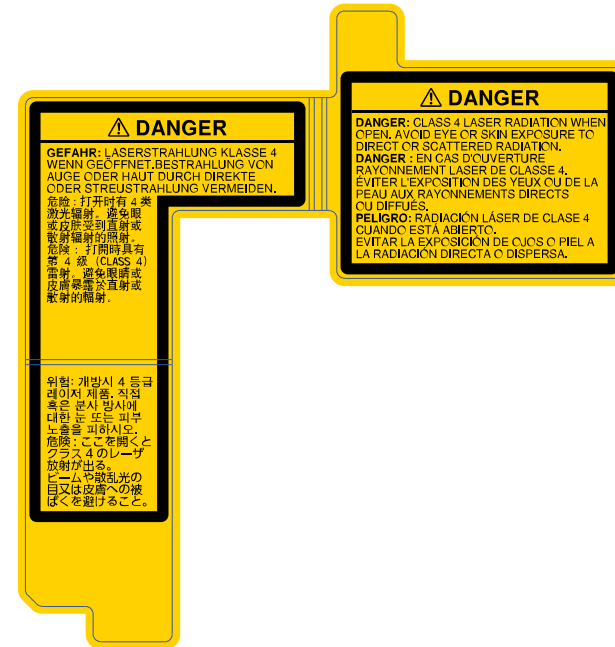 ⚠ DANGER
GEFAHR: LASERSTRAHLUNG KLASSE 4
WENN GEÖFFNET.BESTRAHLUNG VON
AUGE ODER HAUT DURCH DIREKTE
ODER STREUSTRAHLUNG VERMEIDEN.
危险：打开时有 4 类
激光辐射。避免眼
或皮肤受到直射或
散射辐射的照射。
危険：打開時具有
第 4 級（CLASS 4）
雷射。避免眼睛或
皮膚暴露於直射或
散射的輻射。
위험: 개방시 4 등급
레이저 제품. 직접
혹은 분사 방사에
대한 눈 또는 피부
노출을 피하시오.
危険：ここを開くと
クラス 4 のレーザ
放射が出る。
ビームや散乱光の
目又は皮膚への被
ばくを避けること。
⚠ DANGER
DANGER: CLASS 4 LASER RADIATION WHEN
OPEN. AVOID EYE OR SKIN EXPOSURE TO
DIRECT OR SCATTERED RADIATION.
DANGER : EN CAS D'OUVERTURE
RAYONNEMENT LASER DE CLASSE 4.
ÉVITER L'EXPOSITION DES YEUX OU DE LA
PEAU AUX RAYONNEMENTS DIRECTS
OU DIFFUÉS.
PELIGRO: RADIACIÓN LÁSER DE CLASE 4
CUANDO ESTÁ ABIERTO.
EVITAR LA EXPOSICIÓN DE OJOS O PIEL A
LA RADIACIÓN DIRECTA O DISPERSA.